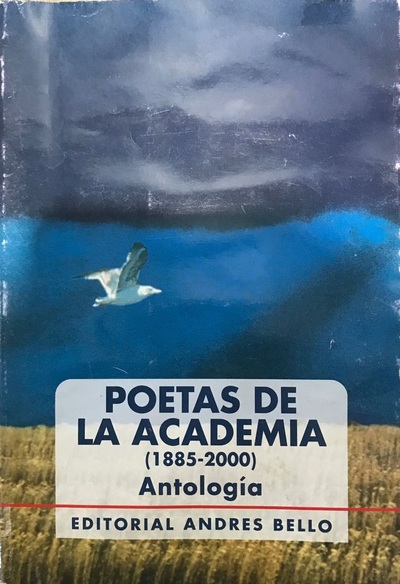 POETAS DE
LA ACADEMIA
(1885-2000)
Antología
EDITORIAL ANDRES BELLO